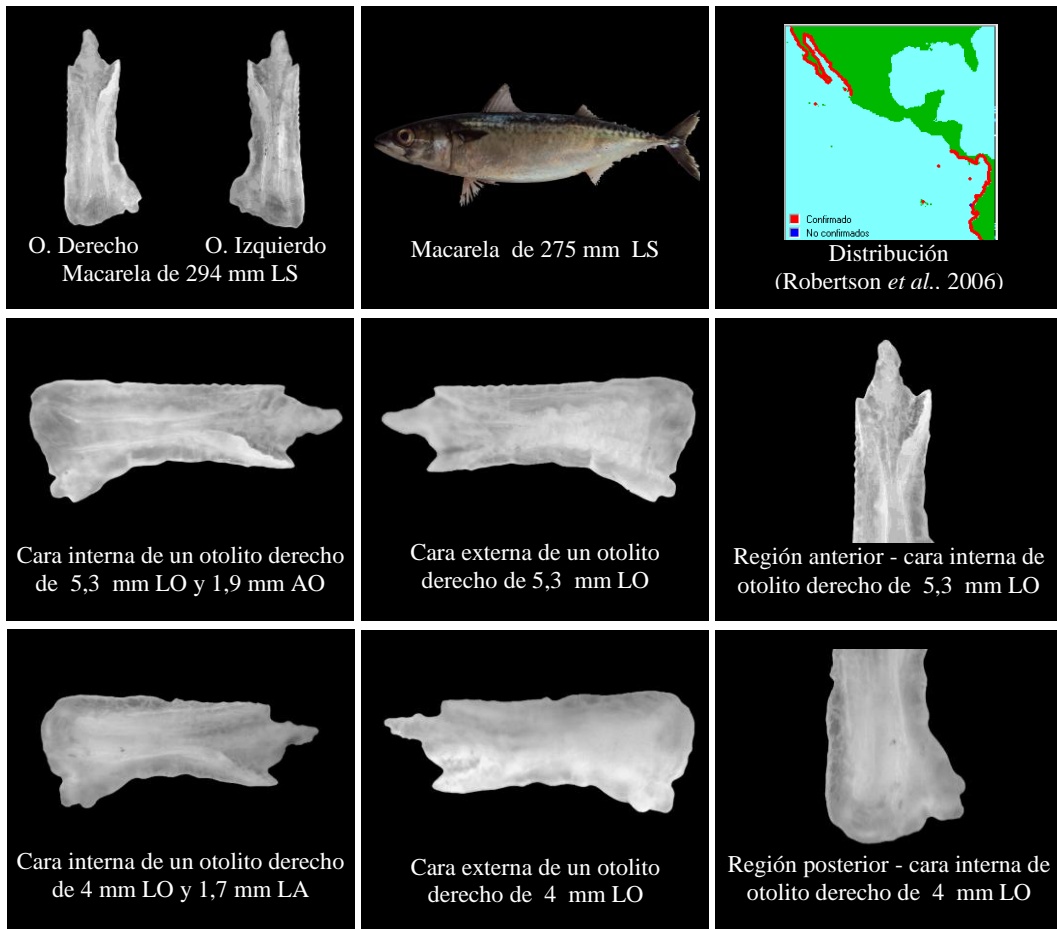 O. Derecho O. Izquierdo
Macarela de 294 mm LS
Macarela de 275 mm LS
Confirmado
No confirmados
Distribución
(Robertson et al.. 2006)
Cara interna de un otolito derecho
de 5,3 mm LO y 1,9 mm AO
Cara externa de un otolito
derecho de 5,3 mm LO
Región anterior - cara interna de
otolito derecho de 5,3 mm LO
Cara interna de un otolito derecho
de 4 mm LO y 1,7 mm LA
Cara externa de un otolito
derecho de 4 mm LO
Región posterior - cara interna de
otolito derecho de 4 mm LO